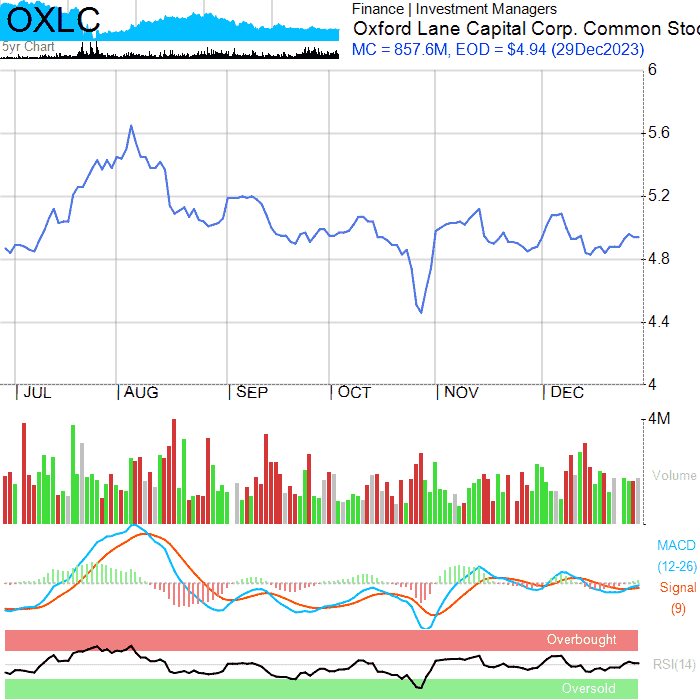 OXLC
5yr Chart
Finance | Investment Managers
Oxford Lane Capital Corp. Common Stoc
MC = 857.6M, EOD = $4.94 (29Dec2023)
6
5.6
5.2
4.8
4.4
4
JUL AUG SEP OCT NOV DEC
4M
Volume
MACD
(12-26)
Signal
(9)
Overbought
RSI(14)
Oversold